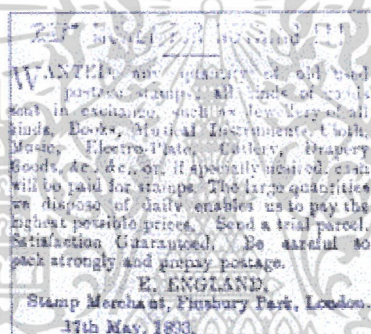 WANTED any quantity of old used
postage stamps, all kinds of goods
sent in exchange, such as Jewellery of all
kinds, Books, Musical Instruments, Cloth,
Music, Electro-Plate, Cutlery, Drapery
Goods, &c., &c., or, if specially desired, cash
will be paid for stamps. The large quantities
we dispose of daily enables us to pay the
highest possible prices. Send a trial parcel.
Satisfaction Guaranteed. Be careful to
pack strongly and prepay postage.
E. ENGLAND,
Stamp Merchant, Finsbury Park, London.
17th May, 1893.